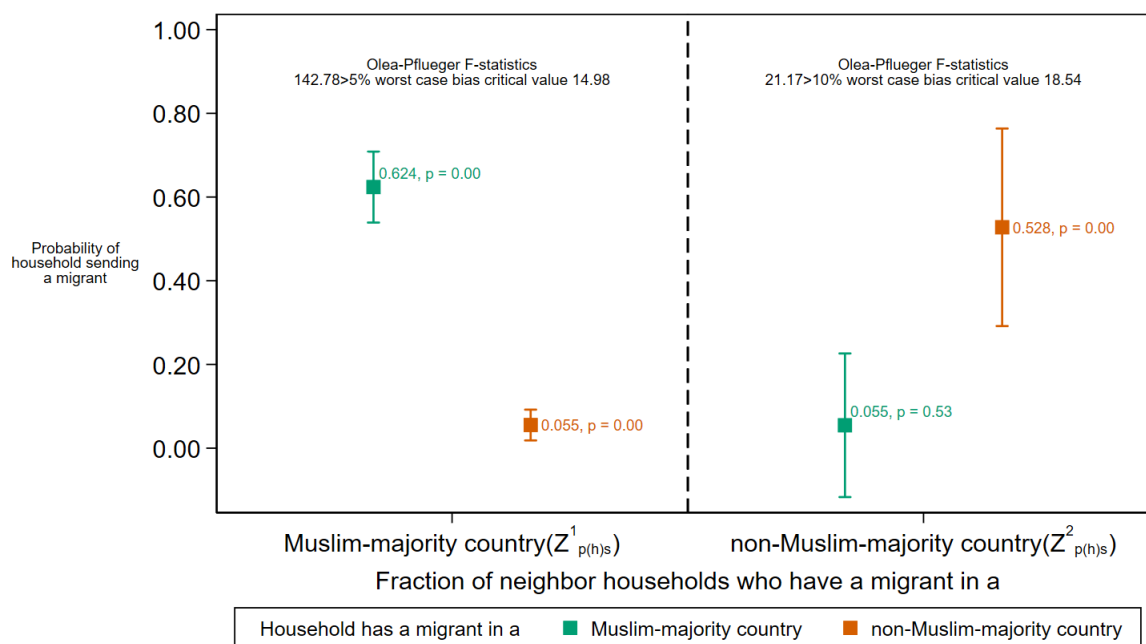 1.00
0.80
0.60
0.40
0.20
0.00
Probability of
household sending
a migrant
Olea-Pflueger F-statistics
142.78>5% worst case bias critical value 14.98
0.624, p = 0.00
0.055, p = 0.00
Olea-Pflueger F-statistics
21.17>10% worst case bias critical value 18.54
0.528, p = 0.00
0.055, p = 0.53
Muslim-majority country(Z¹p(h)s)
non-Muslim-majority country(Z²p(h)s)
Fraction of neighbor households who have a migrant in a
Household has a migrant in a
Muslim-majority country
non-Muslim-majority country